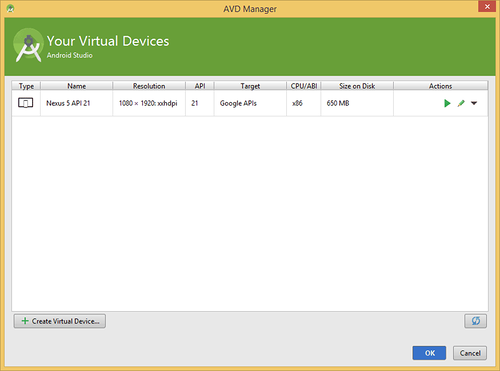 AVD Manager
Your Virtual Devices
Android Studio
Type Name Resolution API Target CPU/ABI Size on Disk Actions
Nexus 5 API 21 1080 × 1920: xxhdpi 21 Google APIs x86 650 MB
+ Create Virtual Device...
OK Cancel